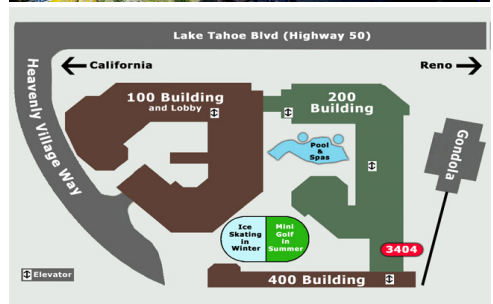 Lake Tahoe Blvd (Highway 50)
California
Reno
Heavenly Village Way
100 Building
and Lobby
200
Building
Pool
&
Spas
Gondola
Ice
Skating
in
Winter
Mini
Golf
in
Summer
3404
Elevator
400 Building